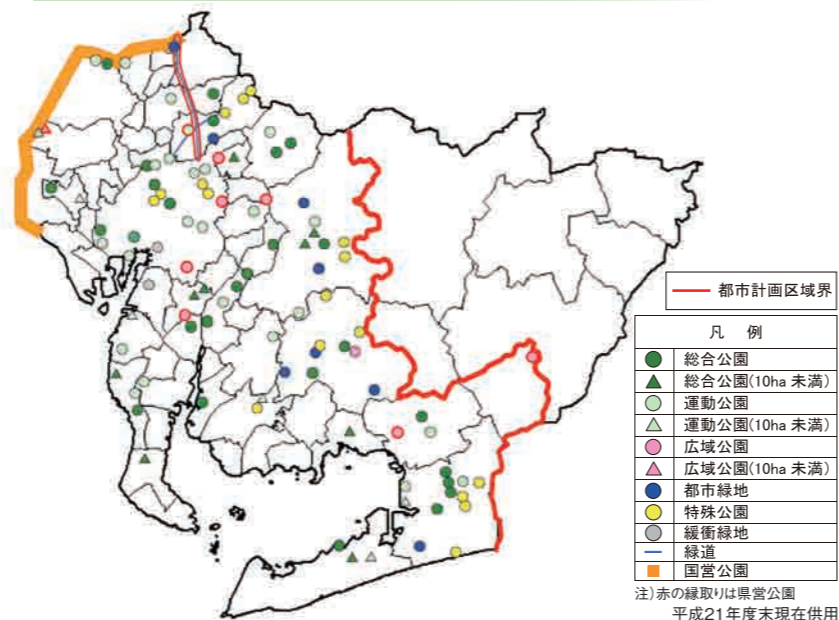 都市計画区域界
凡 例
総合公園
総合公園(10ha 未満)
運動公園
運動公園(10ha 未満)
広域公園
広域公園(10ha 未満)
都市緑地
特殊公園
緩衝緑地
緑道
国営公園
注)赤の縁取りは県営公園
平成21年度末現在供用